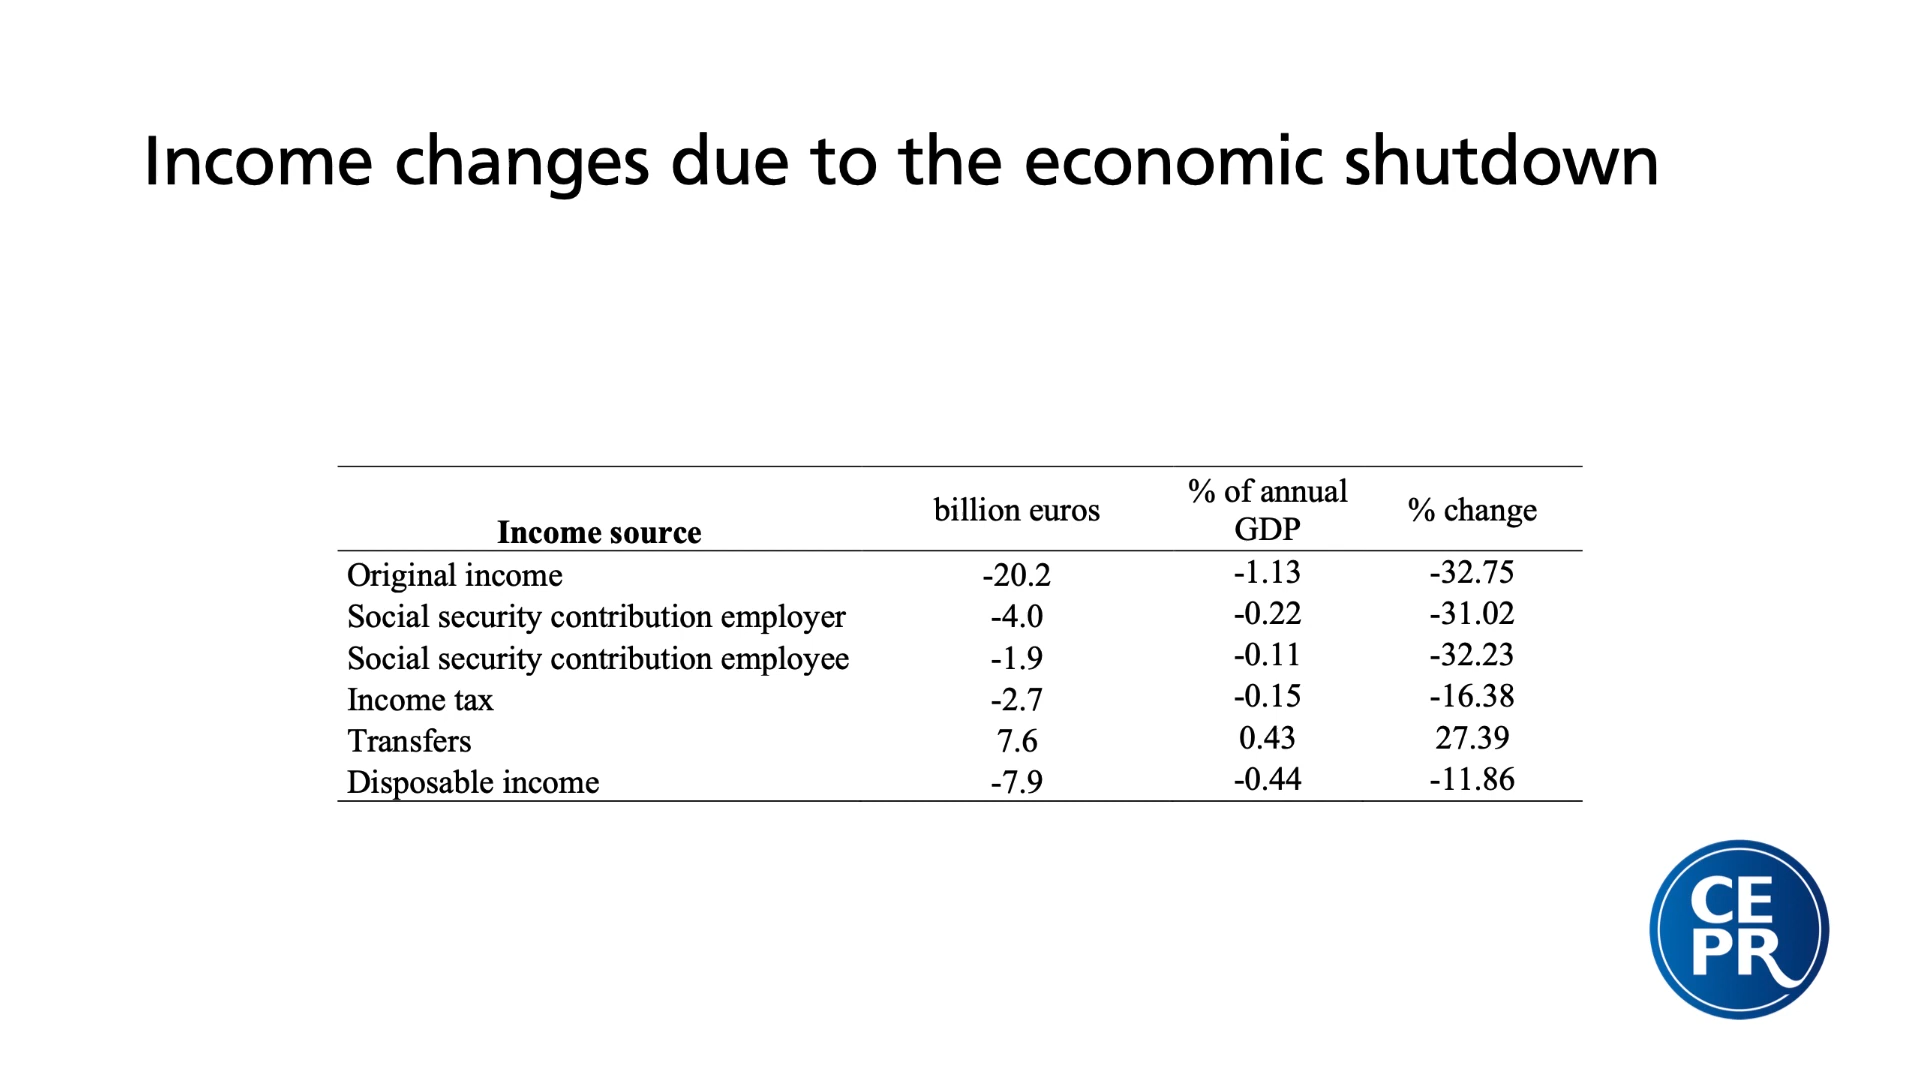 Income changes due to the economic shutdown
Income source billion euros % of annual GDP % change
Original income -20.2 -1.13 -32.75
Social security contribution employer -4.0 -0.22 -31.02
Social security contribution employee -1.9 -0.11 -32.23
Income tax -2.7 -0.15 -16.38
Transfers 7.6 0.43 27.39
Disposable income -7.9 -0.44 -11.86
CE
PR